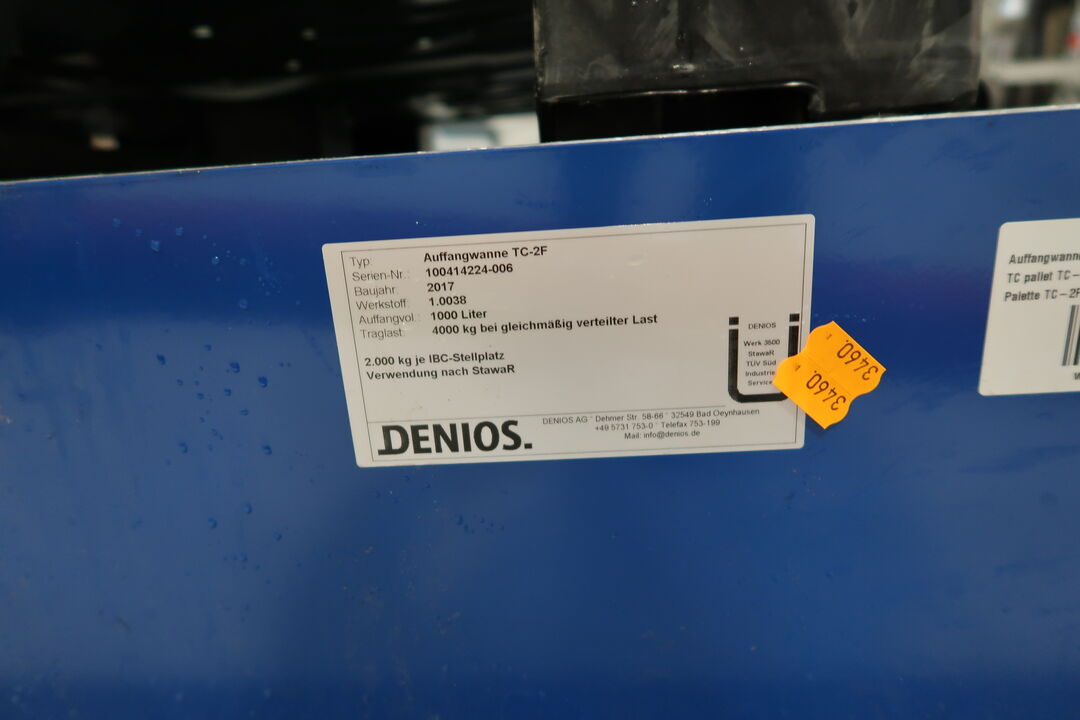 Typ: Auffangwanne TC-2F
Serien-Nr.: 100414224-006
Baujahr: 2017
Werkstoff: 1.0038
Auffangvol.: 1000 Liter
Traglast: 4000 kg bei gleichmäßig verteilter Last
2.000 kg je IBC-Stellplatz
Verwendung nach StawaR
DENIOS
Werk 3600
StawaR
TÜV Süd
Industrie
Service
3460.
3460.
DENIOS.
DENIOS AG · Dehmer Str. 58-66 · 32549 Bad Oeynhausen
+49 5731 753-0 · Telefax 753-199
Mail: info@denios.de
Auffangwann
TC pallet TC-
Palette TC-2F